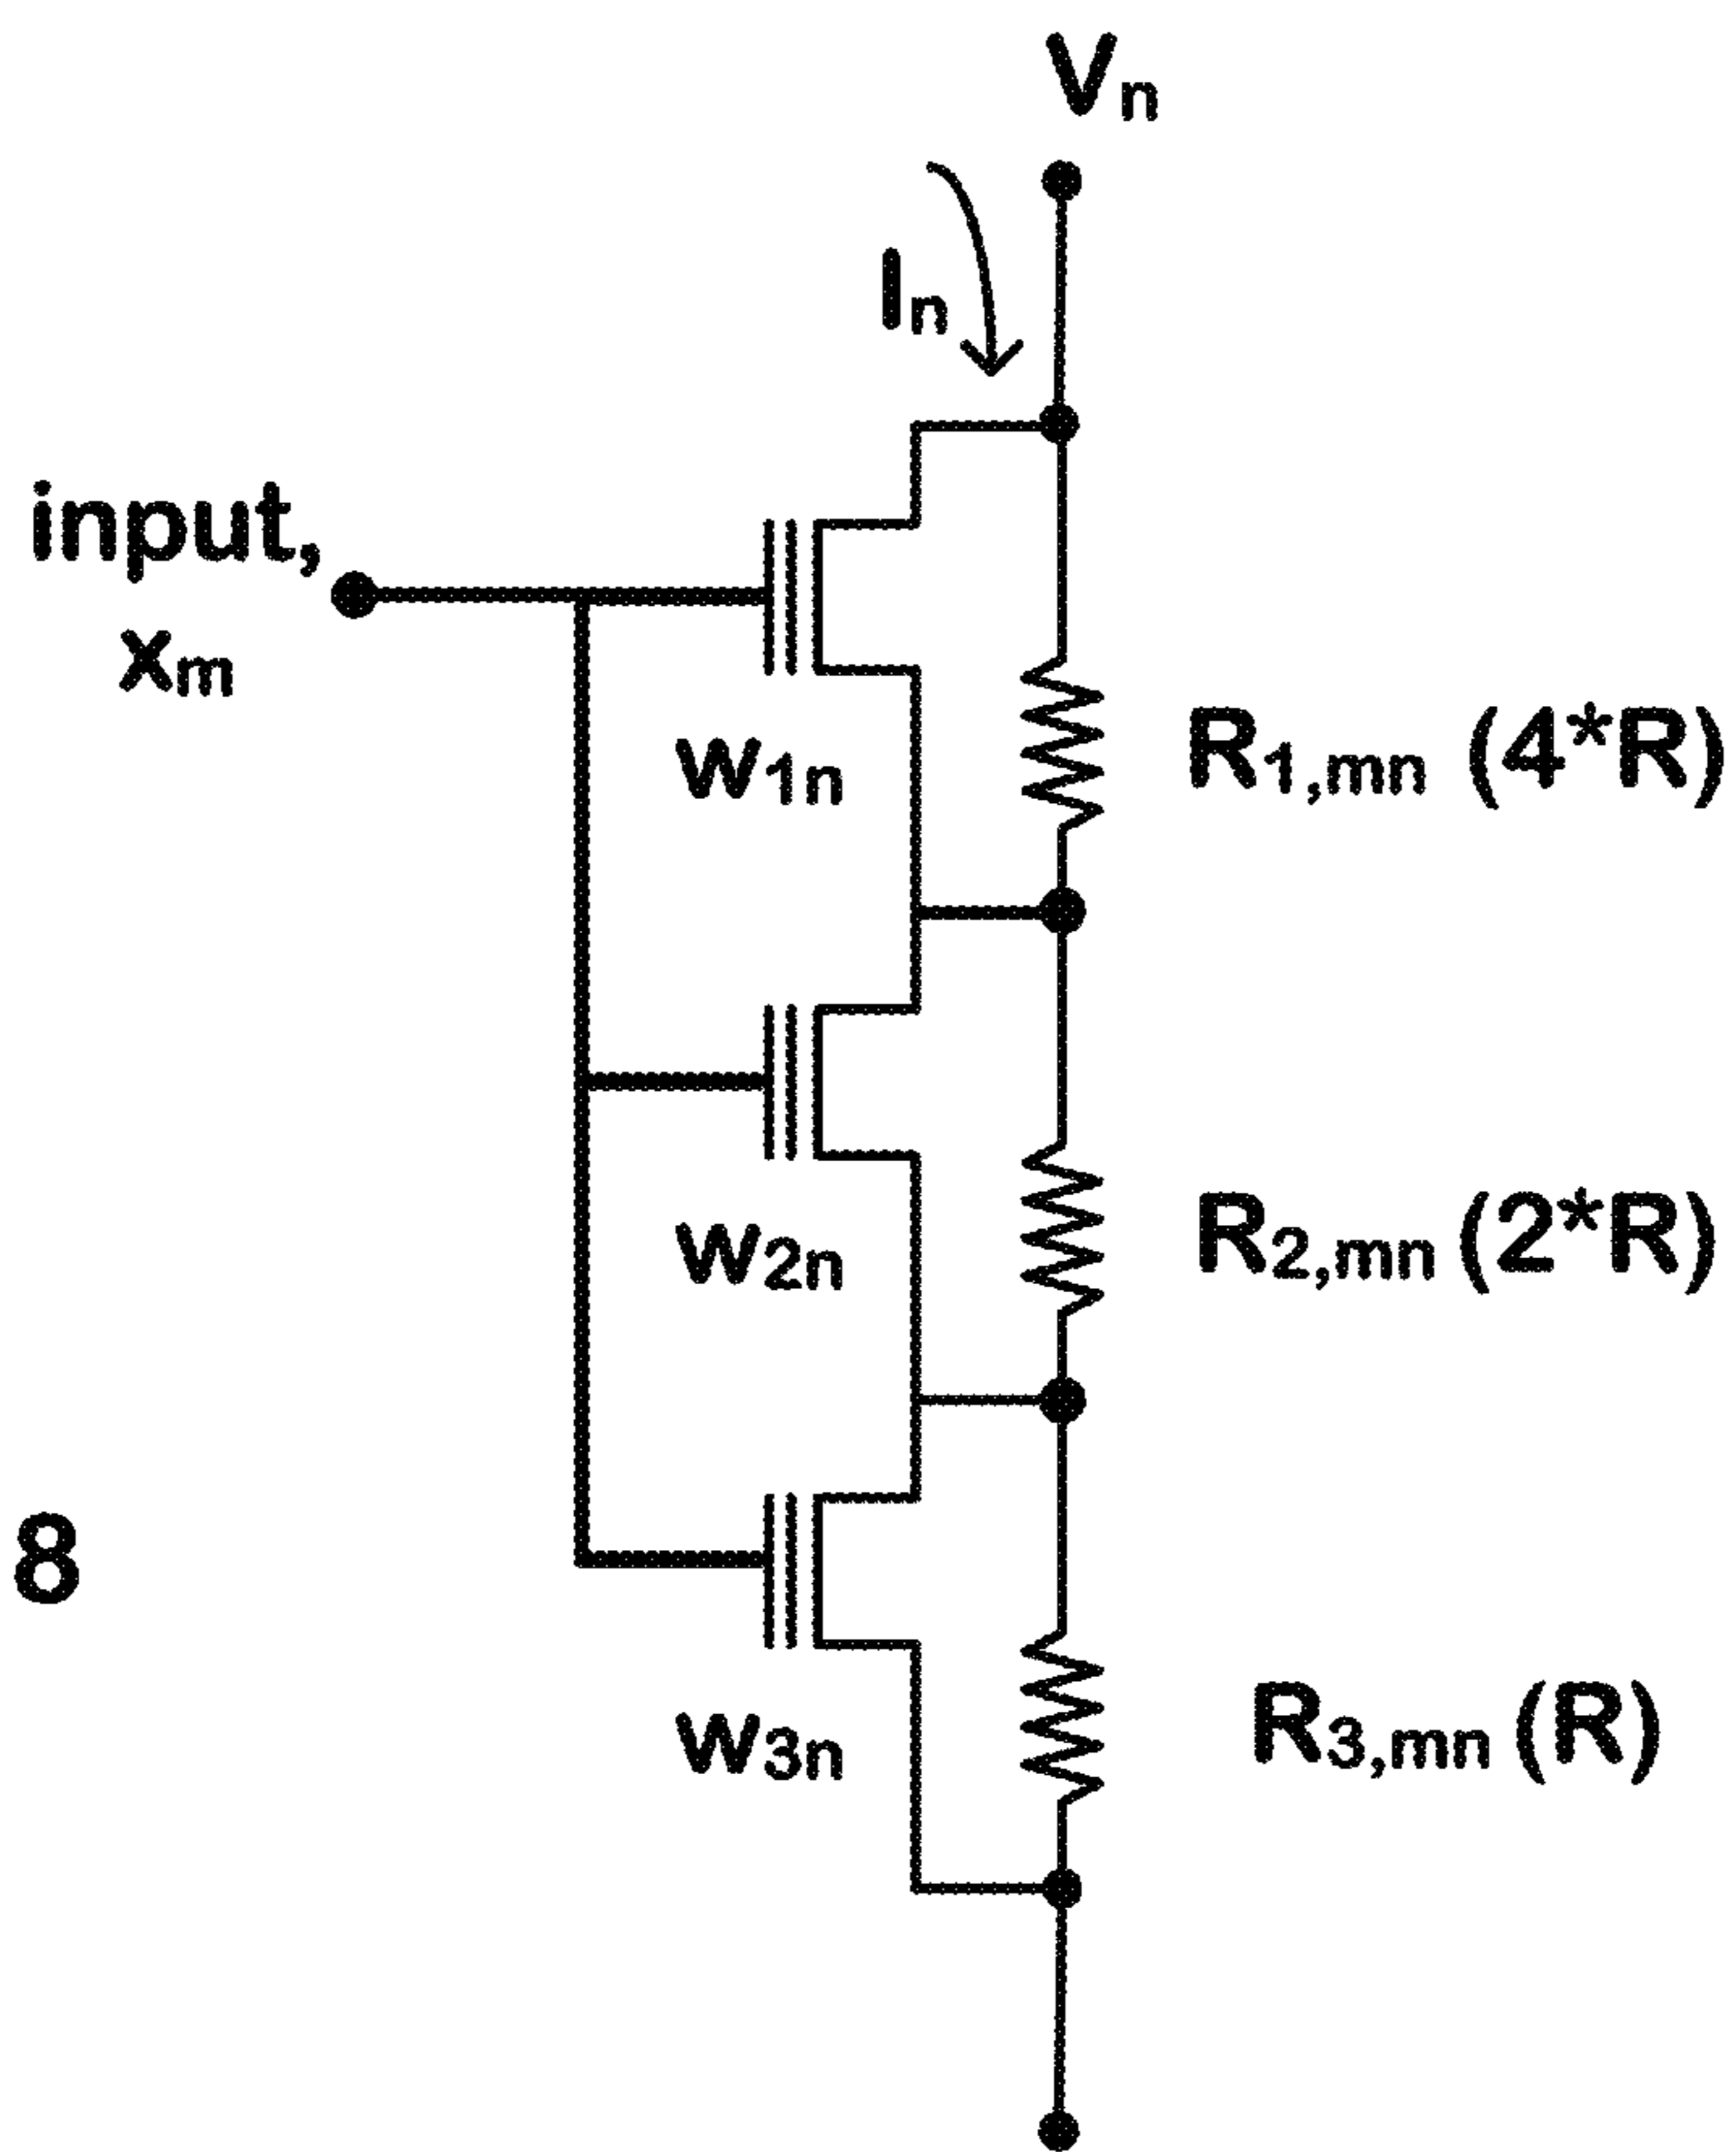 Vn
In
input,
xm
w1n
R1,mn (4*R)
w2n
R2,mn (2*R)
8
w3n
R3,mn (R)